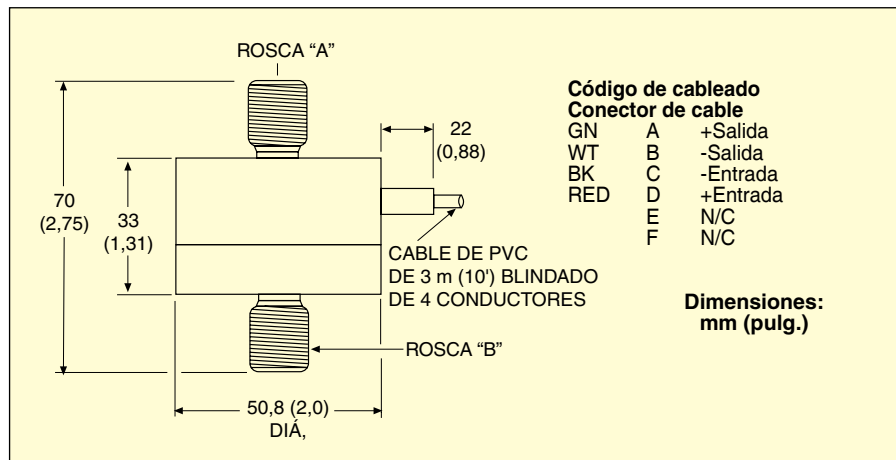 ROSCA “A”
22
(0,88)
70
(2,75)
33
(1,31)
CABLE DE PVC
DE 3 m (10') BLINDADO
DE 4 CONDUCTORES
ROSCA “B”
50,8 (2,0)
DIÁ,
Código de cableado
Conector de cable
GN A +Salida
WT B -Salida
BK C -Entrada
RED D +Entrada
E N/C
F N/C
Dimensiones:
mm (pulg.)